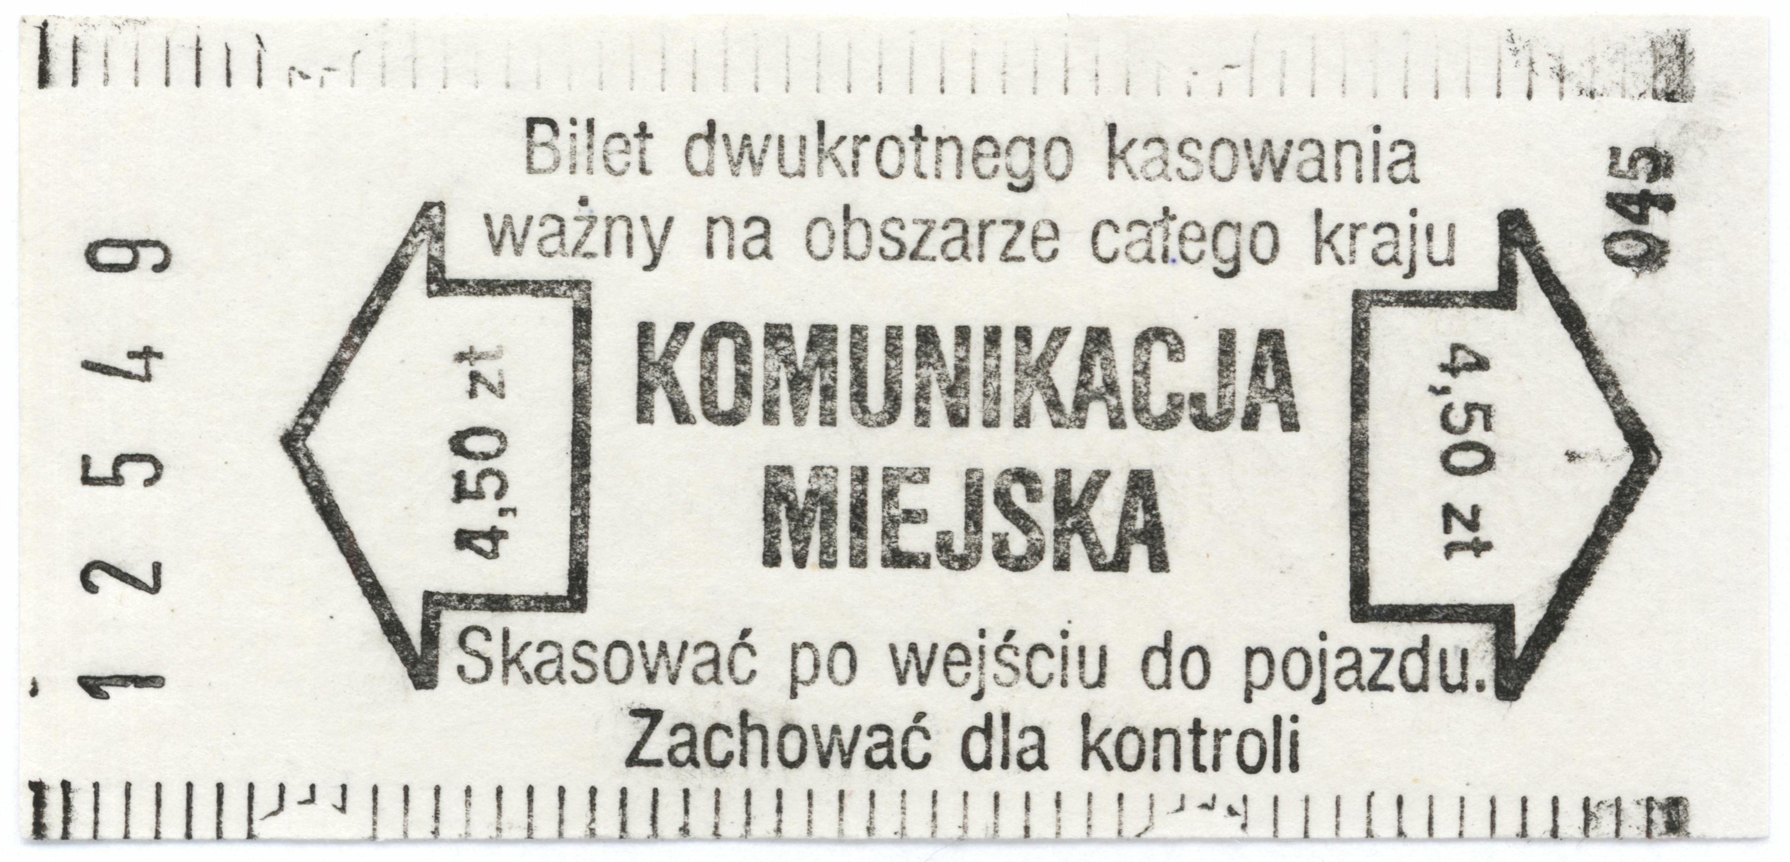 12549
Bilet dwukrotnego kasowania
ważny na obszarze całego kraju
045
4,50 zł
KOMUNIKACJA
MIEJSKA
4,50 zł
Skasować po wejściu do pojazdu.
Zachować dla kontroli